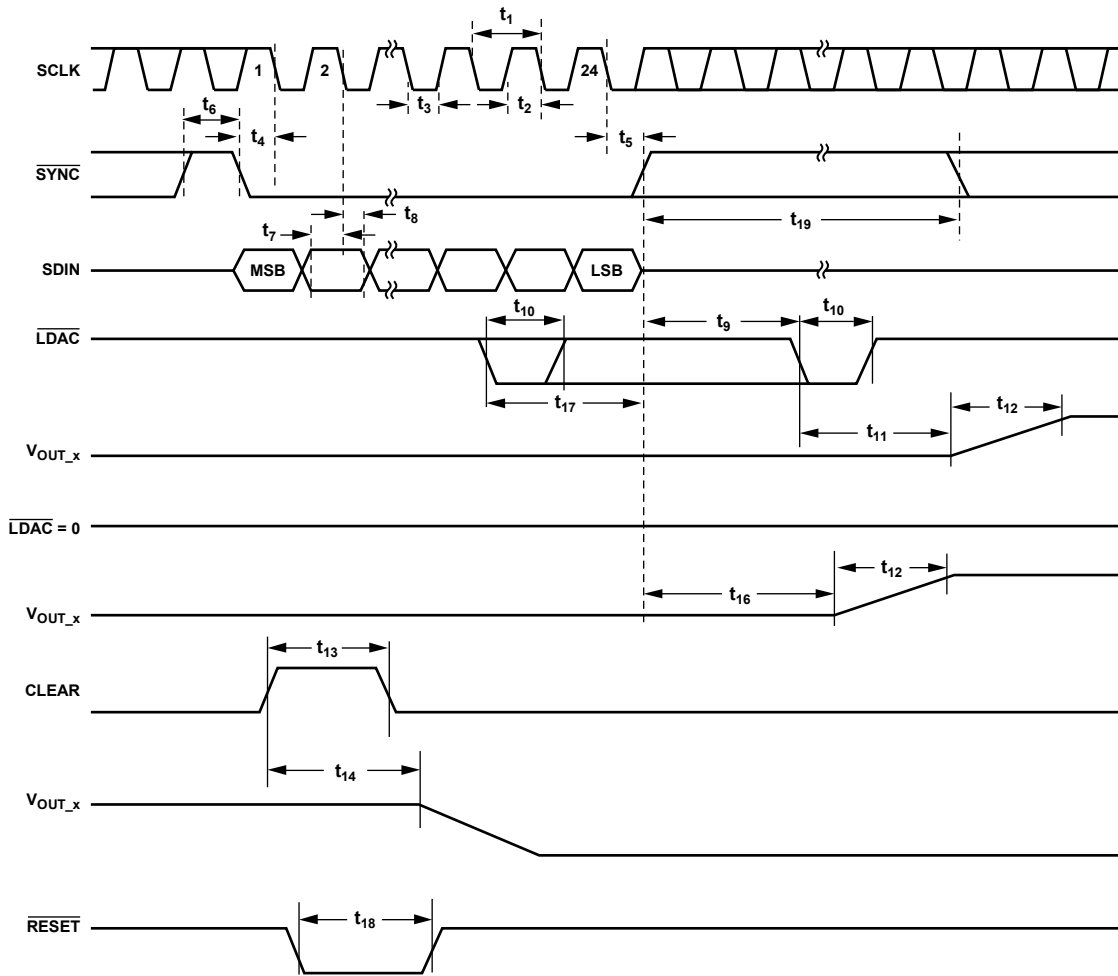 t1
SCLK
1
2
24
t3
t2
t6
t4
t5
SYNC
t19
t8
t7
SDIN
MSB
LSB
t10
t9
t10
LDAC
t17
t12
t11
VOUT_x
LDAC = 0
t12
t16
VOUT_x
t13
CLEAR
t14
VOUT_x
t18
RESET